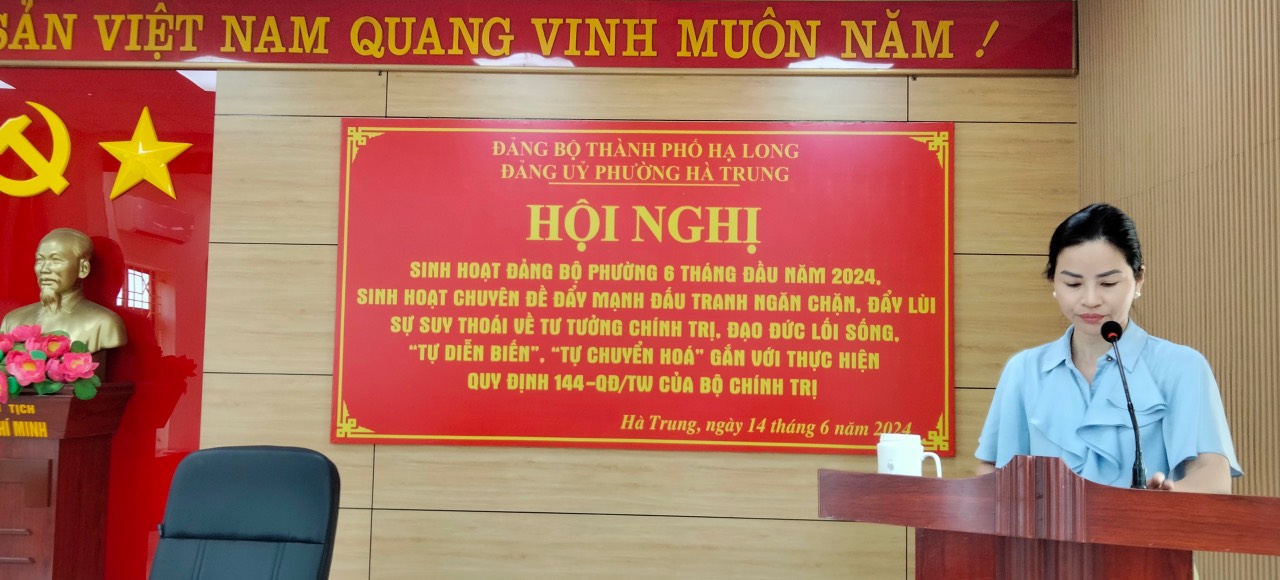 SẢN VIỆT NAM QUANG VINH MUÔN NĂM !
ĐẢNG BỘ THÀNH PHỐ HẠ LONG
ĐẢNG UỶ PHƯỜNG HÀ TRUNG
HỘI NGHỊ
SINH HOẠT ĐẢNG BỘ PHƯỜNG 6 THÁNG ĐẦU NĂM 2024,
SINH HOẠT CHUYÊN ĐỀ ĐẨY MẠNH ĐẤU TRANH NGĂN CHẶN, ĐẨY LÙI
SỰ SUY THOÁI VỀ TƯ TƯỞNG CHÍNH TRỊ, ĐẠO ĐỨC LỐI SỐNG,
“TỰ DIỄN BIẾN”, “TỰ CHUYỂN HOÁ” GẮN VỚI THỰC HIỆN
QUY ĐỊNH 144-QĐ/TW CỦA BỘ CHÍNH TRỊ
Hà Trung, ngày 14 tháng 6 năm 2024
TỊCH
MINH